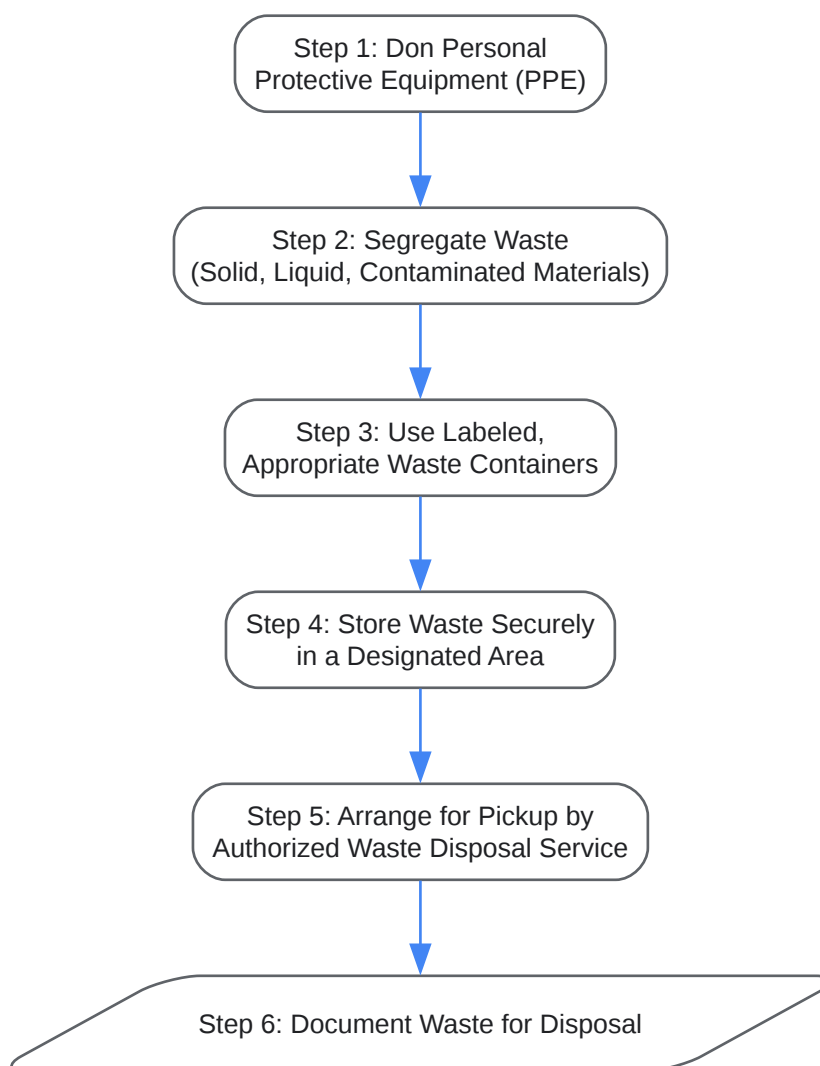 Step 1: Don Personal
Protective Equipment (PPE)
Step 2: Segregate Waste
(Solid, Liquid, Contaminated Materials)
Step 3: Use Labeled,
Appropriate Waste Containers
Step 4: Store Waste Securely
in a Designated Area
Step 5: Arrange for Pickup by
Authorized Waste Disposal Service
Step 6: Document Waste for Disposal